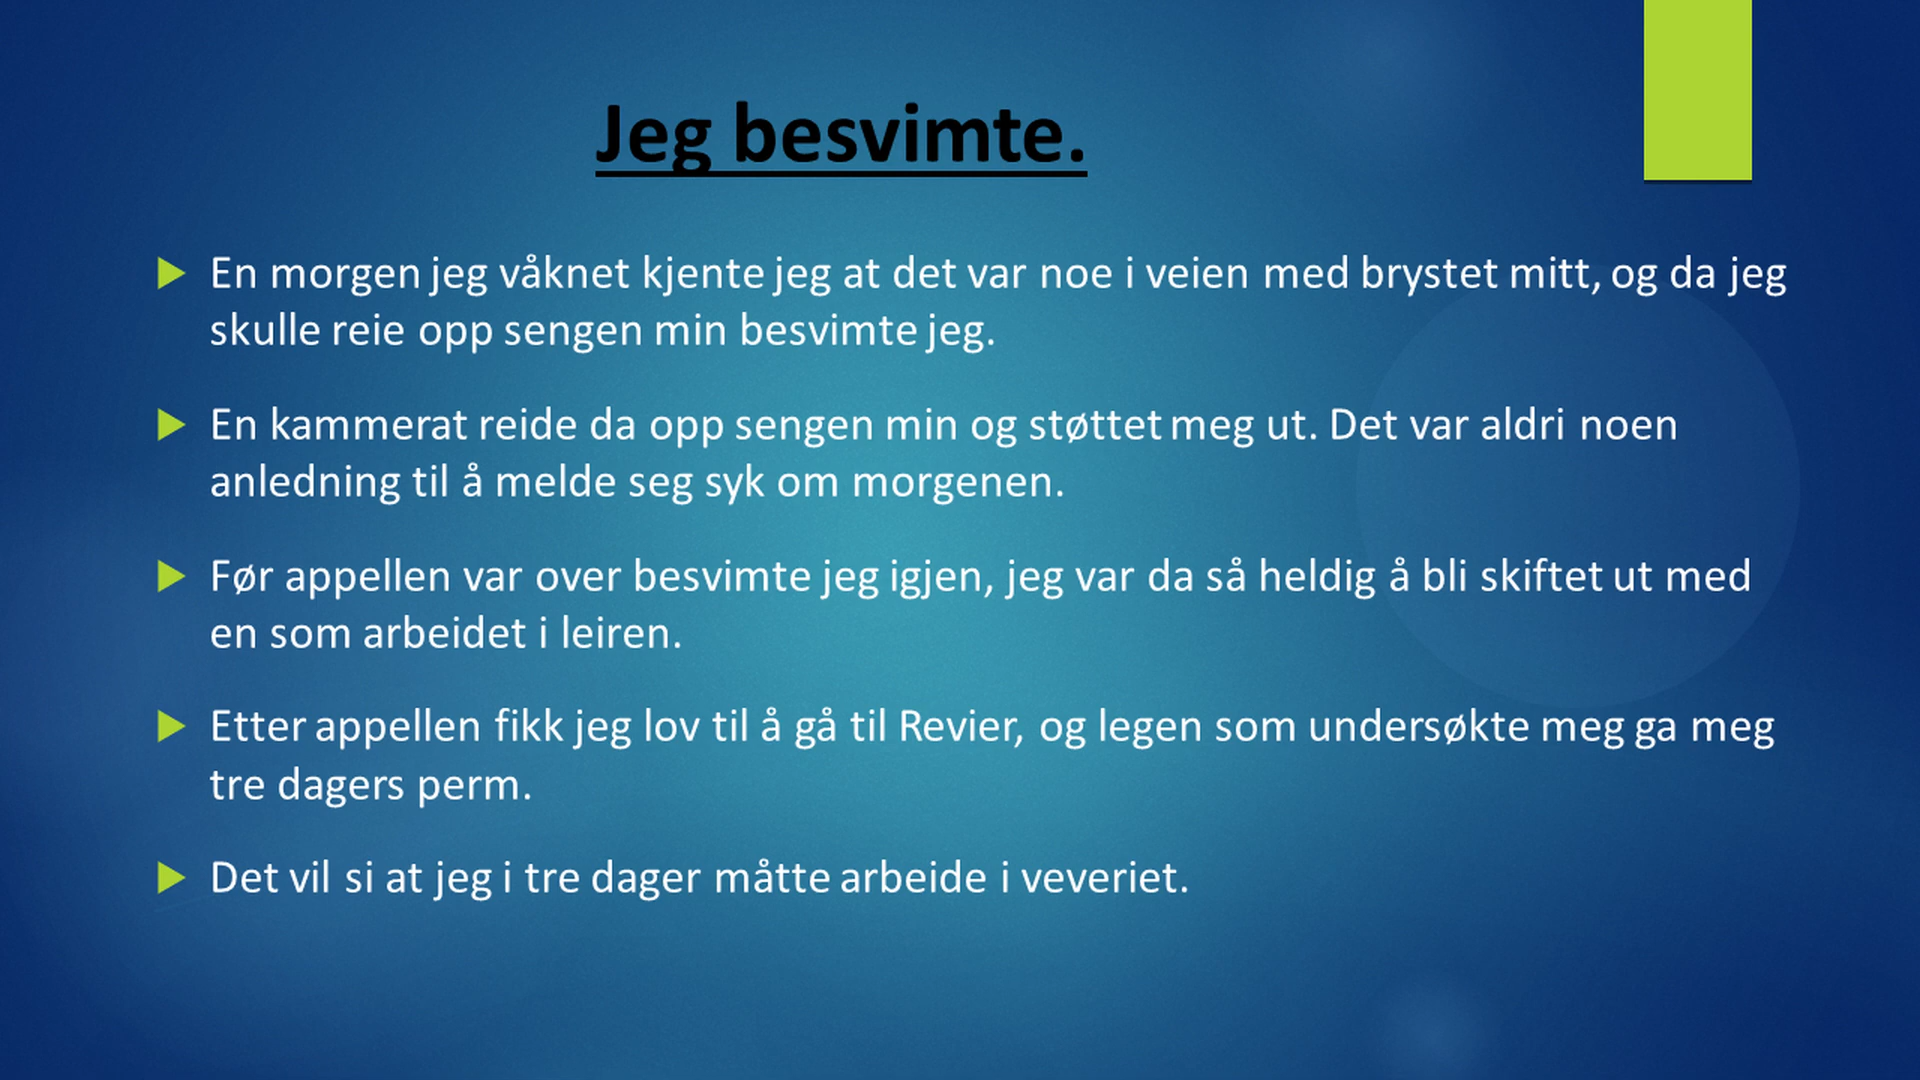 Jeg besvimte.
En morgen jeg våknet kjente jeg at det var noe i veien med brystet mitt, og da jeg
skulle reie opp sengen min besvimte jeg.
En kammerat reide da opp sengen min og støttet meg ut. Det var aldri noen
anledning til å melde seg syk om morgenen.
Før appellen var over besvimte jeg igjen, jeg var da så heldig å bli skiftet ut med
en som arbeidet i leiren.
Etter appellen fikk jeg lov til å gå til Revier, og legen som undersøkte meg ga meg
tre dagers perm.
Det vil si at jeg i tre dager måtte arbeide i veveriet.